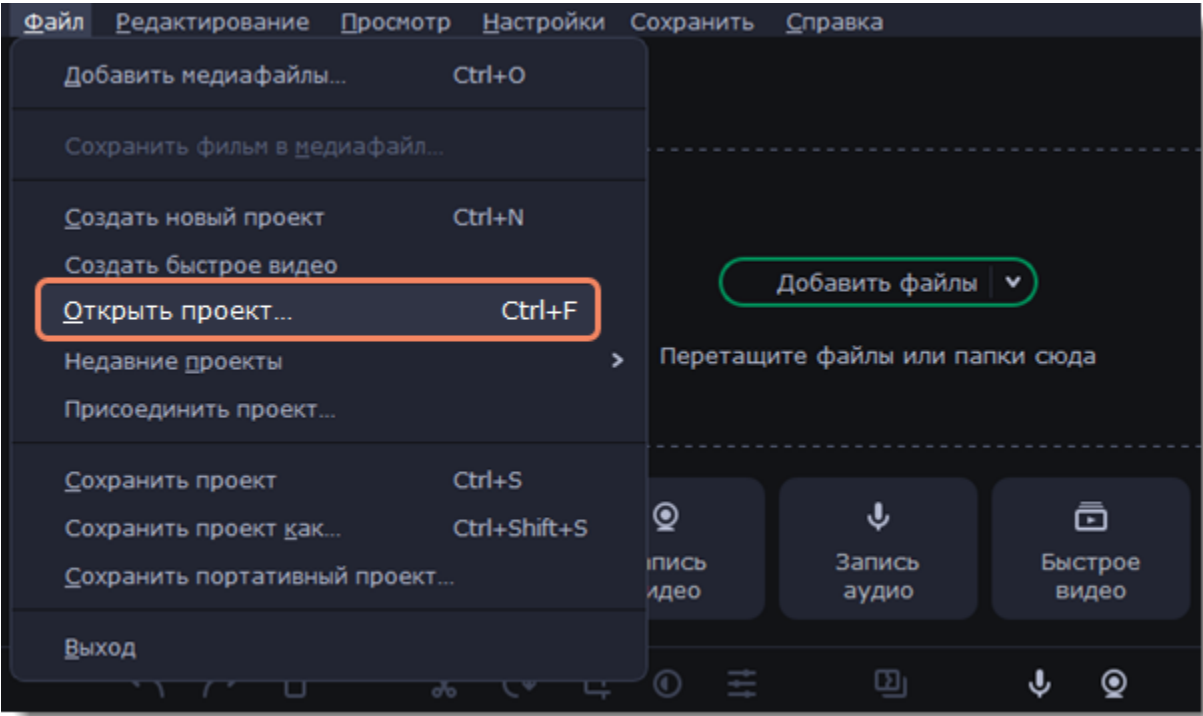 Файл Редактирование Просмотр Настройки Сохранить Справка
Добавить медиафайлы... Ctrl+O
Сохранить фильм в медиафайл...
Создать новый проект Ctrl+N
Создать быстрое видео
Открыть проект... Ctrl+F
Недавние проекты
Присоединить проект...
Сохранить проект Ctrl+S
Сохранить проект как... Ctrl+Shift+S
Сохранить портативный проект...
Выход
Добавить файлы
Перетащите файлы или папки сюда
апись
идео
Запись
аудио
Быстрое
видео